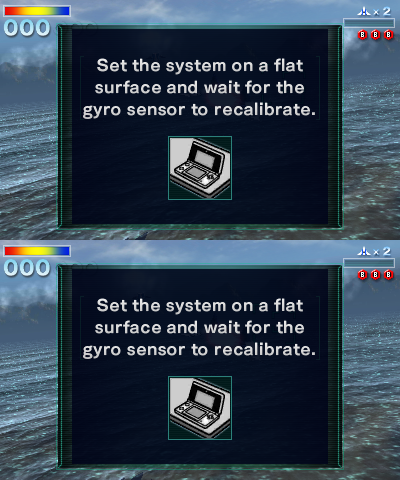 000
× 2
B B B
Set the system on a flat
surface and wait for the
gyro sensor to recalibrate.
000
× 2
B B B
Set the system on a flat
surface and wait for the
gyro sensor to recalibrate.